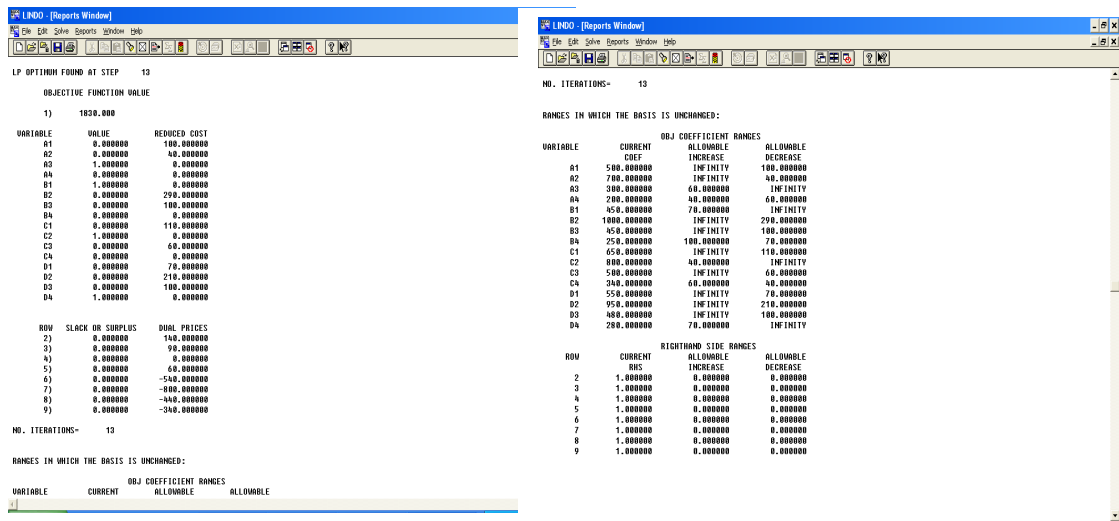 LINDO - [Reports Window]
File Edit Solve Reports Window Help
LP OPTIMUM FOUND AT STEP 13
OBJECTIVE FUNCTION VALUE
1) 1830.000
VARIABLE VALUE REDUCED COST
A1 0.000000 100.000000
A2 0.000000 40.000000
A3 1.000000 0.000000
A4 0.000000 0.000000
B1 1.000000 0.000000
B2 0.000000 290.000000
B3 0.000000 100.000000
B4 0.000000 0.000000
C1 0.000000 110.000000
C2 1.000000 0.000000
C3 0.000000 60.000000
C4 0.000000 0.000000
D1 0.000000 70.000000
D2 0.000000 210.000000
D3 0.000000 100.000000
D4 1.000000 0.000000
ROW SLACK OR SURPLUS DUAL PRICES
2) 0.000000 140.000000
3) 0.000000 90.000000
4) 0.000000 0.000000
5) 0.000000 60.000000
6) 0.000000 -540.000000
7) 0.000000 -800.000000
8) 0.000000 -440.000000
9) 0.000000 -340.000000
NO. ITERATIONS= 13
RANGES IN WHICH THE BASIS IS UNCHANGED:
OBJ COEFFICIENT RANGES
VARIABLE CURRENT ALLOWABLE ALLOWABLE
LINDO - [Reports Window]
File Edit Solve Reports Window Help
NO. ITERATIONS= 13
RANGES IN WHICH THE BASIS IS UNCHANGED:
OBJ COEFFICIENT RANGES
VARIABLE CURRENT ALLOWABLE ALLOWABLE
COEF INCREASE DECREASE
A1 500.000000 INFINITY 100.000000
A2 700.000000 INFINITY 40.000000
A3 300.000000 60.000000 INFINITY
A4 200.000000 40.000000 60.000000
B1 450.000000 70.000000 INFINITY
B2 1000.000000 INFINITY 290.000000
B3 450.000000 INFINITY 100.000000
B4 250.000000 100.000000 70.000000
C1 650.000000 INFINITY 110.000000
C2 800.000000 40.000000 INFINITY
C3 500.000000 INFINITY 60.000000
C4 340.000000 60.000000 40.000000
D1 550.000000 INFINITY 70.000000
D2 950.000000 INFINITY 210.000000
D3 480.000000 INFINITY 100.000000
D4 280.000000 70.000000 INFINITY
RIGHTHAND SIDE RANGES
ROW CURRENT ALLOWABLE ALLOWABLE
RHS INCREASE DECREASE
2 1.000000 0.000000 0.000000
3 1.000000 0.000000 0.000000
4 1.000000 0.000000 0.000000
5 1.000000 0.000000 0.000000
6 1.000000 0.000000 0.000000
7 1.000000 0.000000 0.000000
8 1.000000 0.000000 0.000000
9 1.000000 0.000000 0.000000